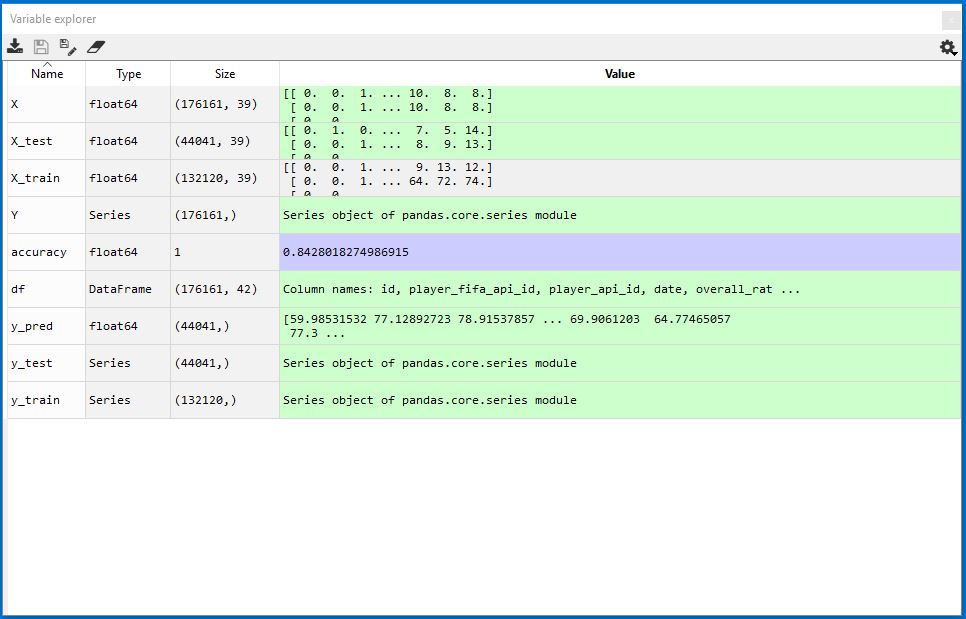 Variable explorer
Name Type Size Value
X float64 (176161, 39) [[ 0. 0. 1. ... 10. 8. 8.]
[ 0. 0. 1. ... 10. 8. 8.]
X_test float64 (44041, 39) [[ 0. 1. 0. ... 7. 5. 14.]
[ 0. 0. 1. ... 8. 9. 13.]
X_train float64 (132120, 39) [[ 0. 0. 1. ... 9. 13. 12.]
[ 0. 0. 1. ... 64. 72. 74.]
Y Series (176161,) Series object of pandas.core.series module
accuracy float64 1 0.8428018274986915
df DataFrame (176161, 42) Column names: id, player_fifa_api_id, player_api_id, date, overall_rat ...
y_pred float64 (44041,) [59.98531532 77.12892723 78.91537857 ... 69.9061203 64.77465057
77.3 ...
y_test Series (44041,) Series object of pandas.core.series module
y_train Series (132120,) Series object of pandas.core.series module